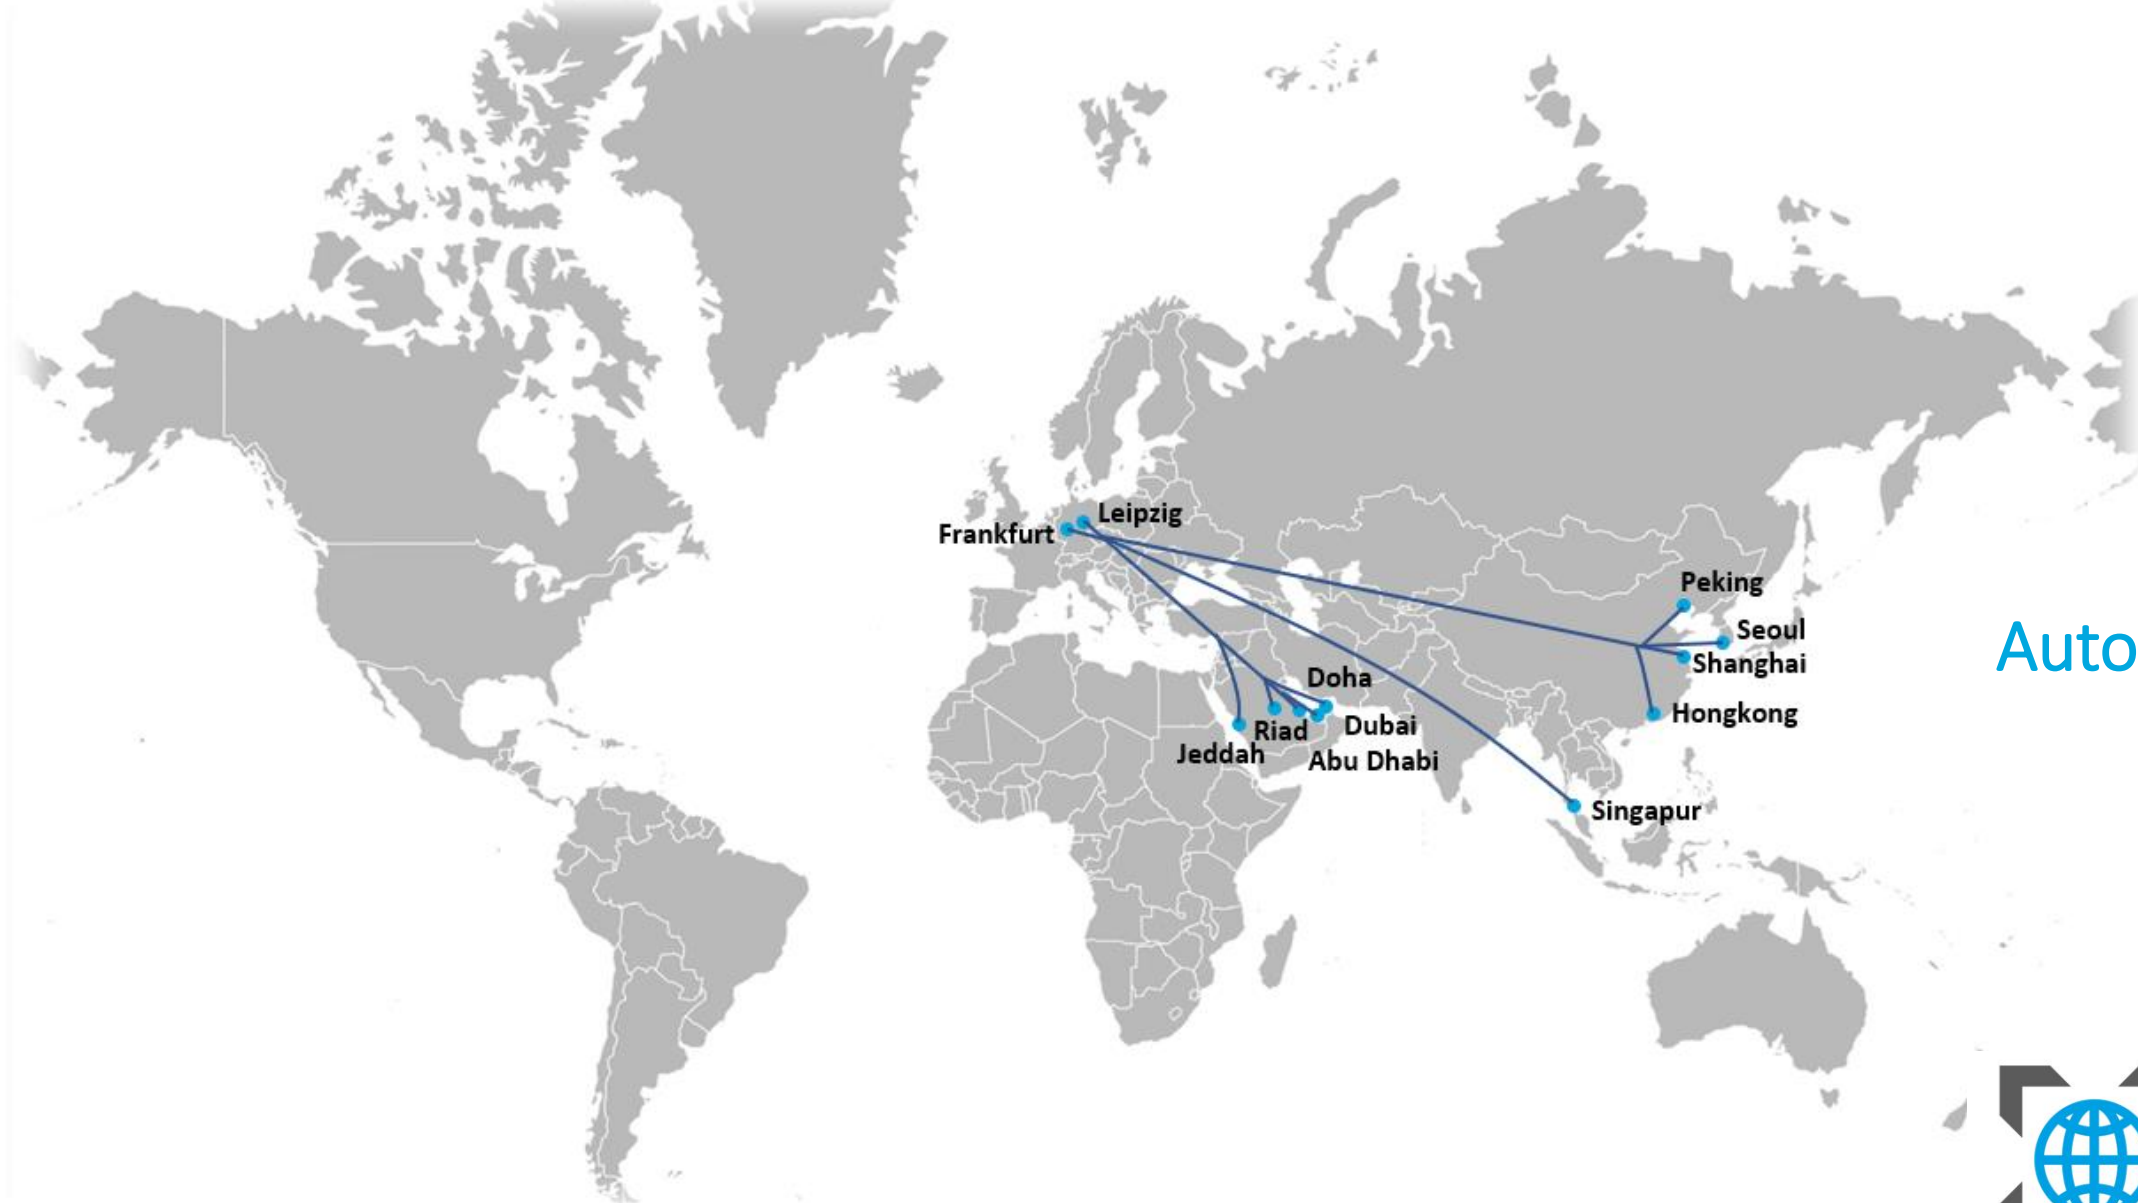 Leipzig
Frankfurt
Peking
Seoul
Auto
Shanghai
Doha
Hongkong
Dubai
Riad
Jeddah
Abu Dhabi
Singapur